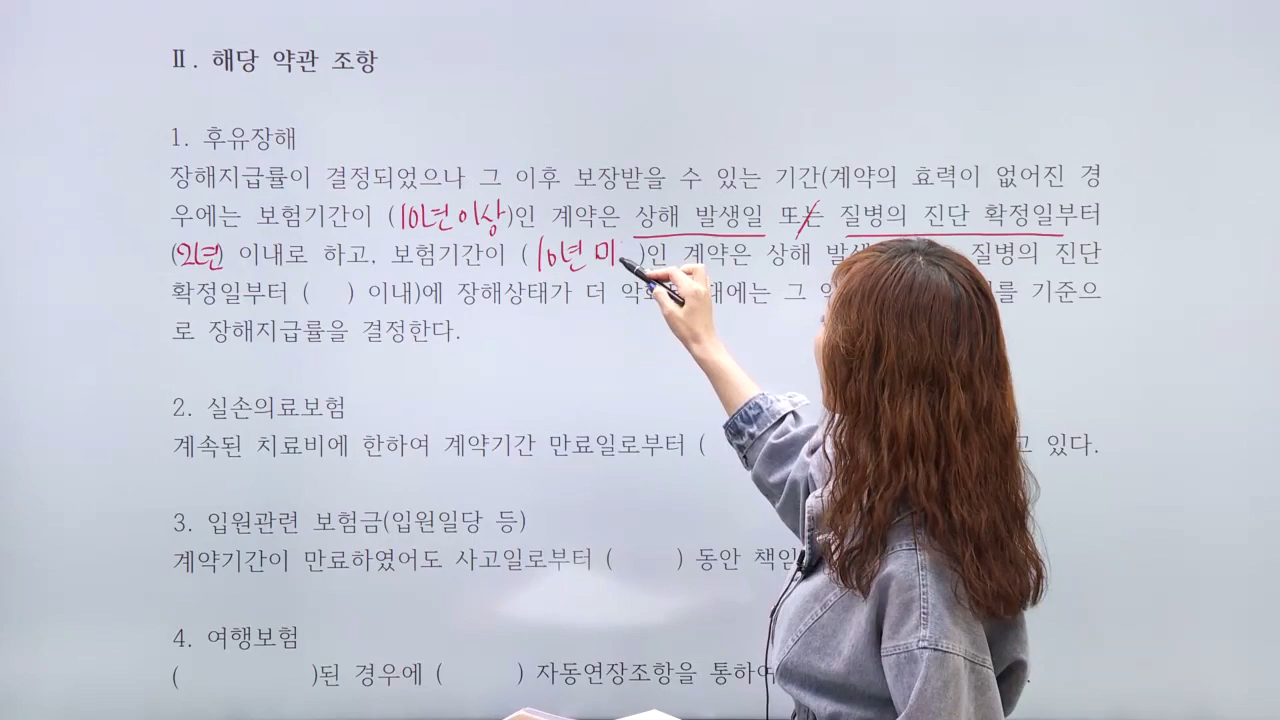 Ⅱ. 해당 약관 조항
1. 후유장해
장해지급률이 결정되었으나 그 이후 보장받을 수 있는 기간(계약의 효력이 없어진 경
우에는 보험기간이 (10년 이상)인 계약은 상해 발생일 또는 질병의 진단 확정일부터
(2년) 이내로 하고, 보험기간이 (10년 미 )인 계약은 상해 질병의 진단
확정일부터 ( ) 이내)에 장해상태가 더 그 기준으
로 장해지급률을 결정한다.
2. 실손의료보험
계속된 치료비에 한하여 계약기간 만료일로부터 ( 있다.
3. 입원관련 보험금(입원일당 등)
계약기간이 만료하였어도 사고일로부터 ( ) 동안 책임
4. 여행보험
( )된 경우에 ( ) 자동연장조항을 통하여